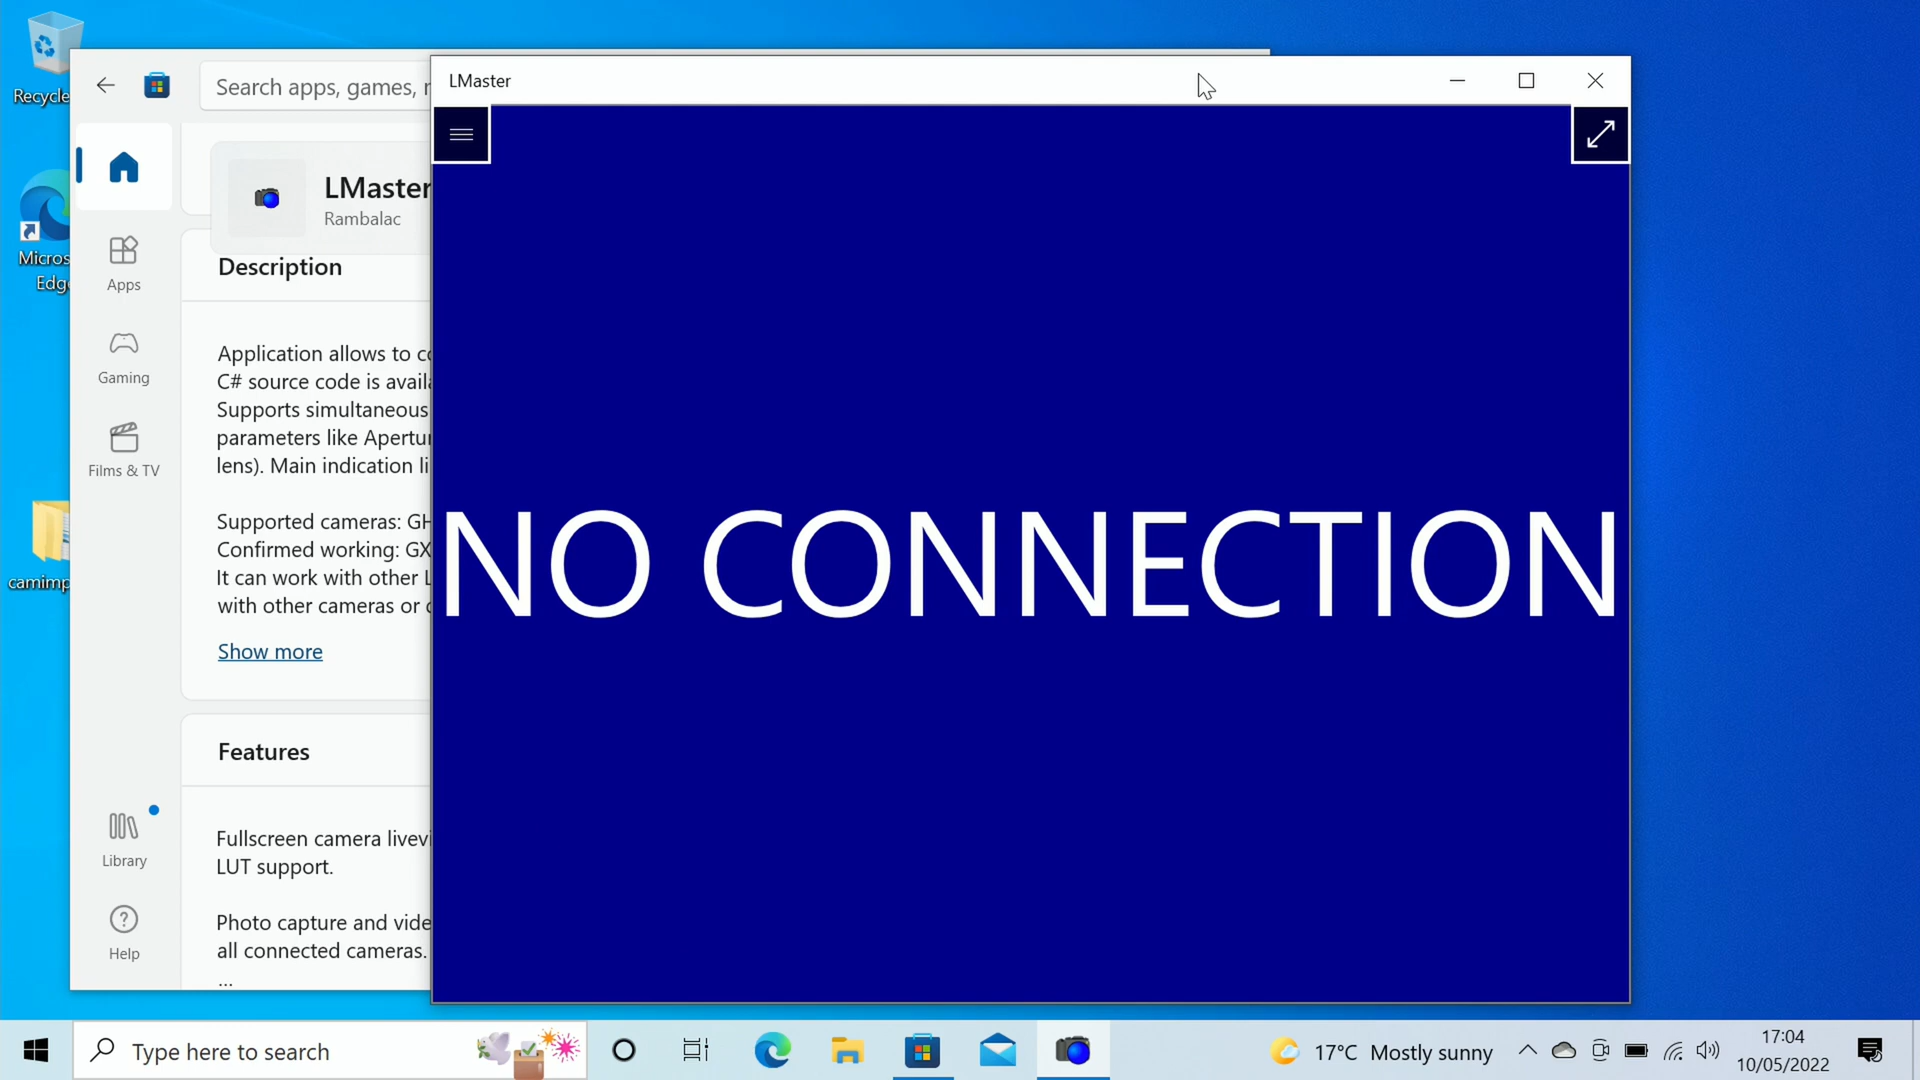 Recycle
Micros
Edg
camimp
Search apps, games,
Apps
Gaming
Films & TV
Library
Help
LMaster
Rambalac
Description
Application allows to
C# source code is avail
Supports simultaneous
parameters like Apertu
lens). Main indication li
Supported cameras: GH
Confirmed working: GX
It can work with other L
with other cameras or
Show more
Features
Fullscreen camera livevi
LUT support.
Photo capture and vide
all connected cameras.
...
LMaster
NO CONNECTION
Type here to search
17°C Mostly sunny
17:04
10/05/2022